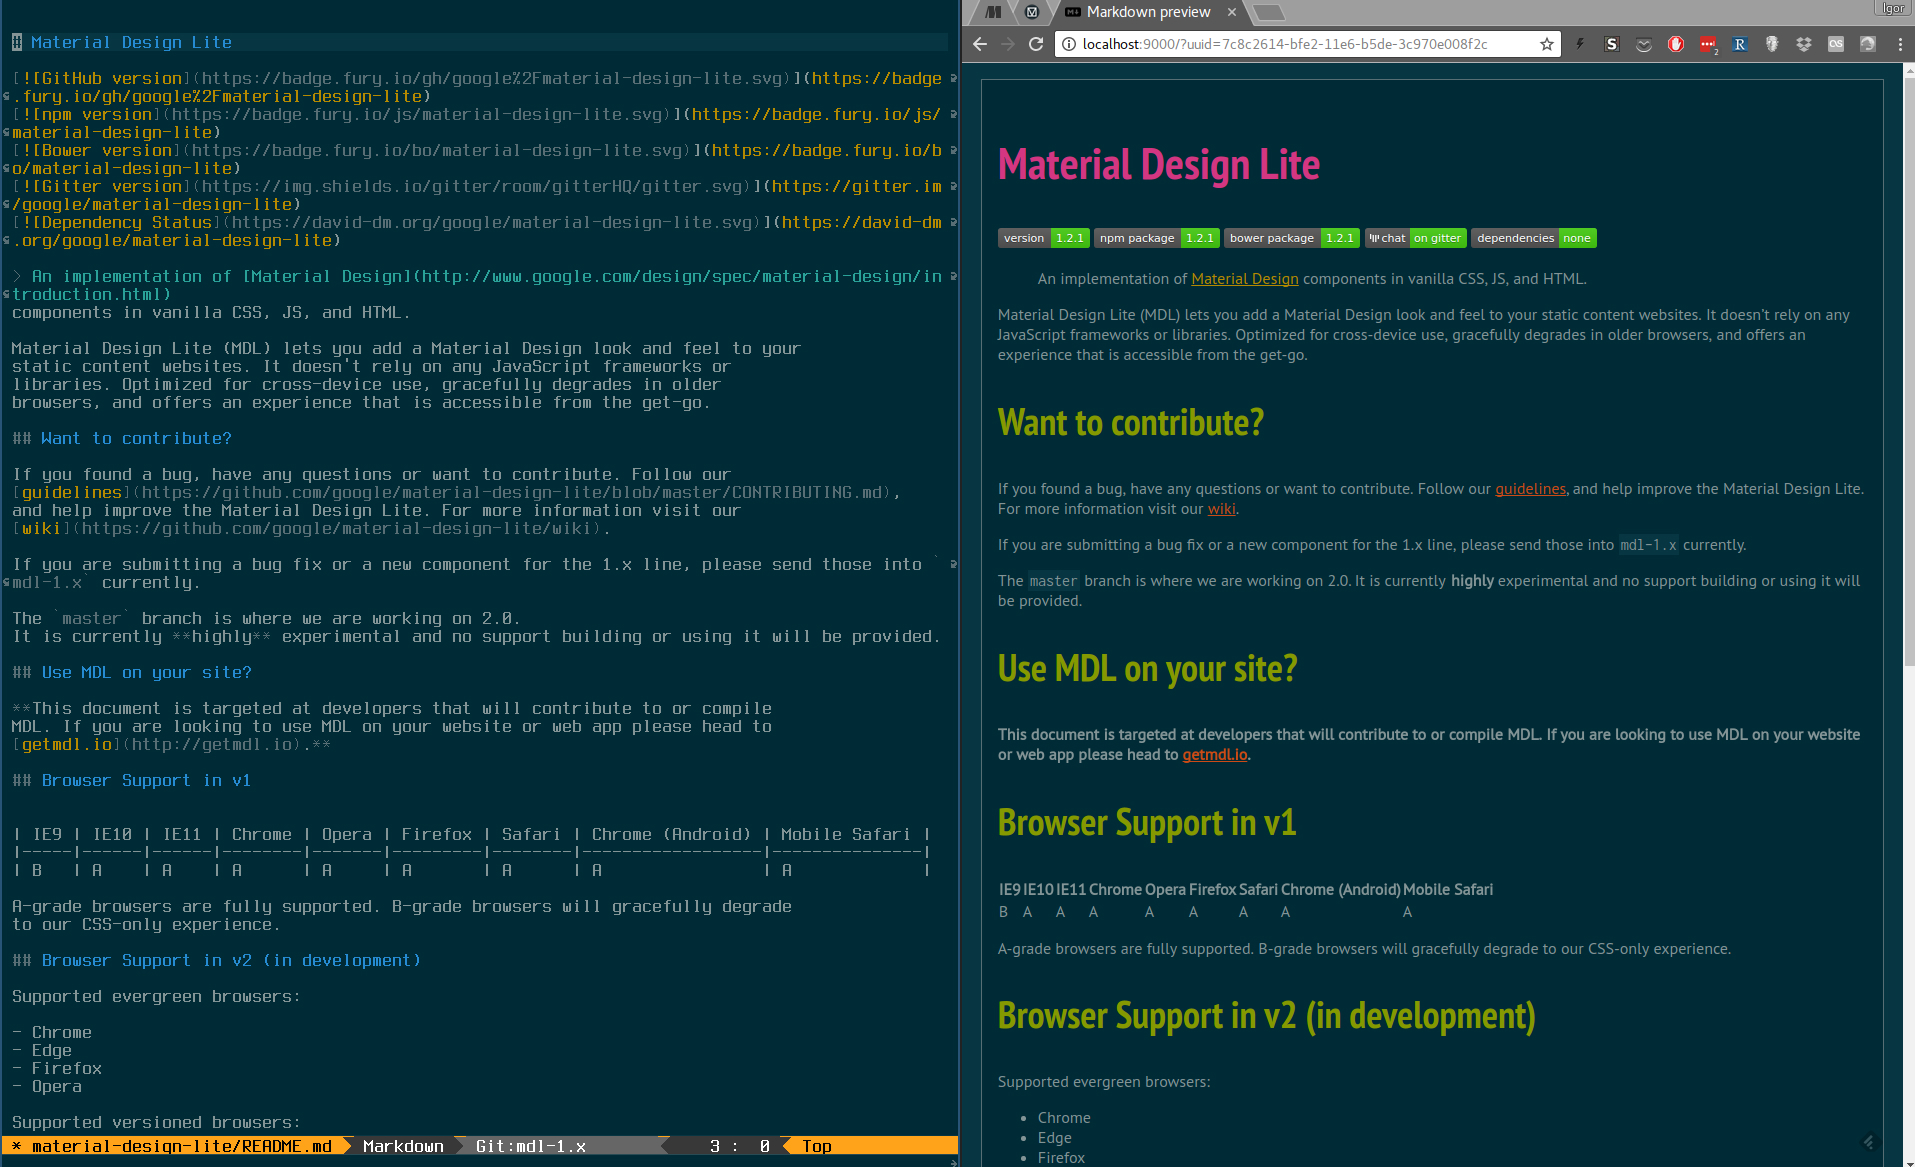 # Material Design Lite
[![GitHub version](https://badge.fury.io/gh/google%2Fmaterial-design-lite.svg)](https://badge
.fury.io/gh/google%2Fmaterial-design-lite)
[![npm version](https://badge.fury.io/js/material-design-lite.svg)](https://badge.fury.io/js/
material-design-lite)
[![Bower version](https://badge.fury.io/bo/material-design-lite.svg)](https://badge.fury.io/b
o/material-design-lite)
[![Gitter version](https://img.shields.io/gitter/room/gitterHQ/gitter.svg)](https://gitter.im
/google/material-design-lite)
[![Dependency Status](https://david-dm.org/google/material-design-lite.svg)](https://david-dm
.org/google/material-design-lite)
> An implementation of [Material Design](http://www.google.com/design/spec/material-design/in
troduction.html)
components in vanilla CSS, JS, and HTML.
Material Design Lite (MDL) lets you add a Material Design look and feel to your
static content websites. It doesn't rely on any JavaScript frameworks or
libraries. Optimized for cross-device use, gracefully degrades in older
browsers, and offers an experience that is accessible from the get-go.
## Want to contribute?
If you found a bug, have any questions or want to contribute. Follow our
[guidelines](https://github.com/google/material-design-lite/blob/master/CONTRIBUTING.md),
and help improve the Material Design Lite. For more information visit our
[wiki](https://github.com/google/material-design-lite/wiki).
If you are submitting a bug fix or a new component for the 1.x line, please send those into `
mdl-1.x` currently.
The `master` branch is where we are working on 2.0.
It is currently **highly** experimental and no support building or using it will be provided.
## Use MDL on your site?
**This document is targeted at developers that will contribute to or compile
MDL. If you are looking to use MDL on your website or web app please head to
[getmdl.io](http://getmdl.io).**
## Browser Support in v1
| IE9 | IE10 | IE11 | Chrome | Opera | Firefox | Safari | Chrome (Android) | Mobile Safari |
|-----|------|------|--------|-------|---------|--------|------------------|---------------|
| B | A | A | A | A | A | A | A | A |
A-grade browsers are fully supported. B-grade browsers will gracefully degrade
to our CSS-only experience.
## Browser Support in v2 (in development)
Supported evergreen browsers:
- Chrome
- Edge
- Firefox
- Opera
Supported versioned browsers:
* material-design-lite/README.md Markdown Git:mdl-1.x 3 : 0 Top
Markdown preview
Igor
localhost:9000/?uuid=7c8c2614-bfe2-11e6-b5de-3c970e008f2c
Material Design Lite
version 1.2.1 npm package 1.2.1 bower package 1.2.1 chat on gitter dependencies none
An implementation of Material Design components in vanilla CSS, JS, and HTML.
Material Design Lite (MDL) lets you add a Material Design look and feel to your static content websites. It doesn't rely on any
JavaScript frameworks or libraries. Optimized for cross-device use, gracefully degrades in older browsers, and offers an
experience that is accessible from the get-go.
Want to contribute?
If you found a bug, have any questions or want to contribute. Follow our guidelines, and help improve the Material Design Lite.
For more information visit our wiki.
If you are submitting a bug fix or a new component for the 1.x line, please send those into mdl-1.x currently.
The master branch is where we are working on 2.0. It is currently highly experimental and no support building or using it will
be provided.
Use MDL on your site?
This document is targeted at developers that will contribute to or compile MDL. If you are looking to use MDL on your website
or web app please head to getmdl.io.
Browser Support in v1
IE9 IE10 IE11 Chrome Opera Firefox Safari Chrome (Android) Mobile Safari
B A A A A A A A A
A-grade browsers are fully supported. B-grade browsers will gracefully degrade to our CSS-only experience.
Browser Support in v2 (in development)
Supported evergreen browsers:
• Chrome
• Edge
• Firefox